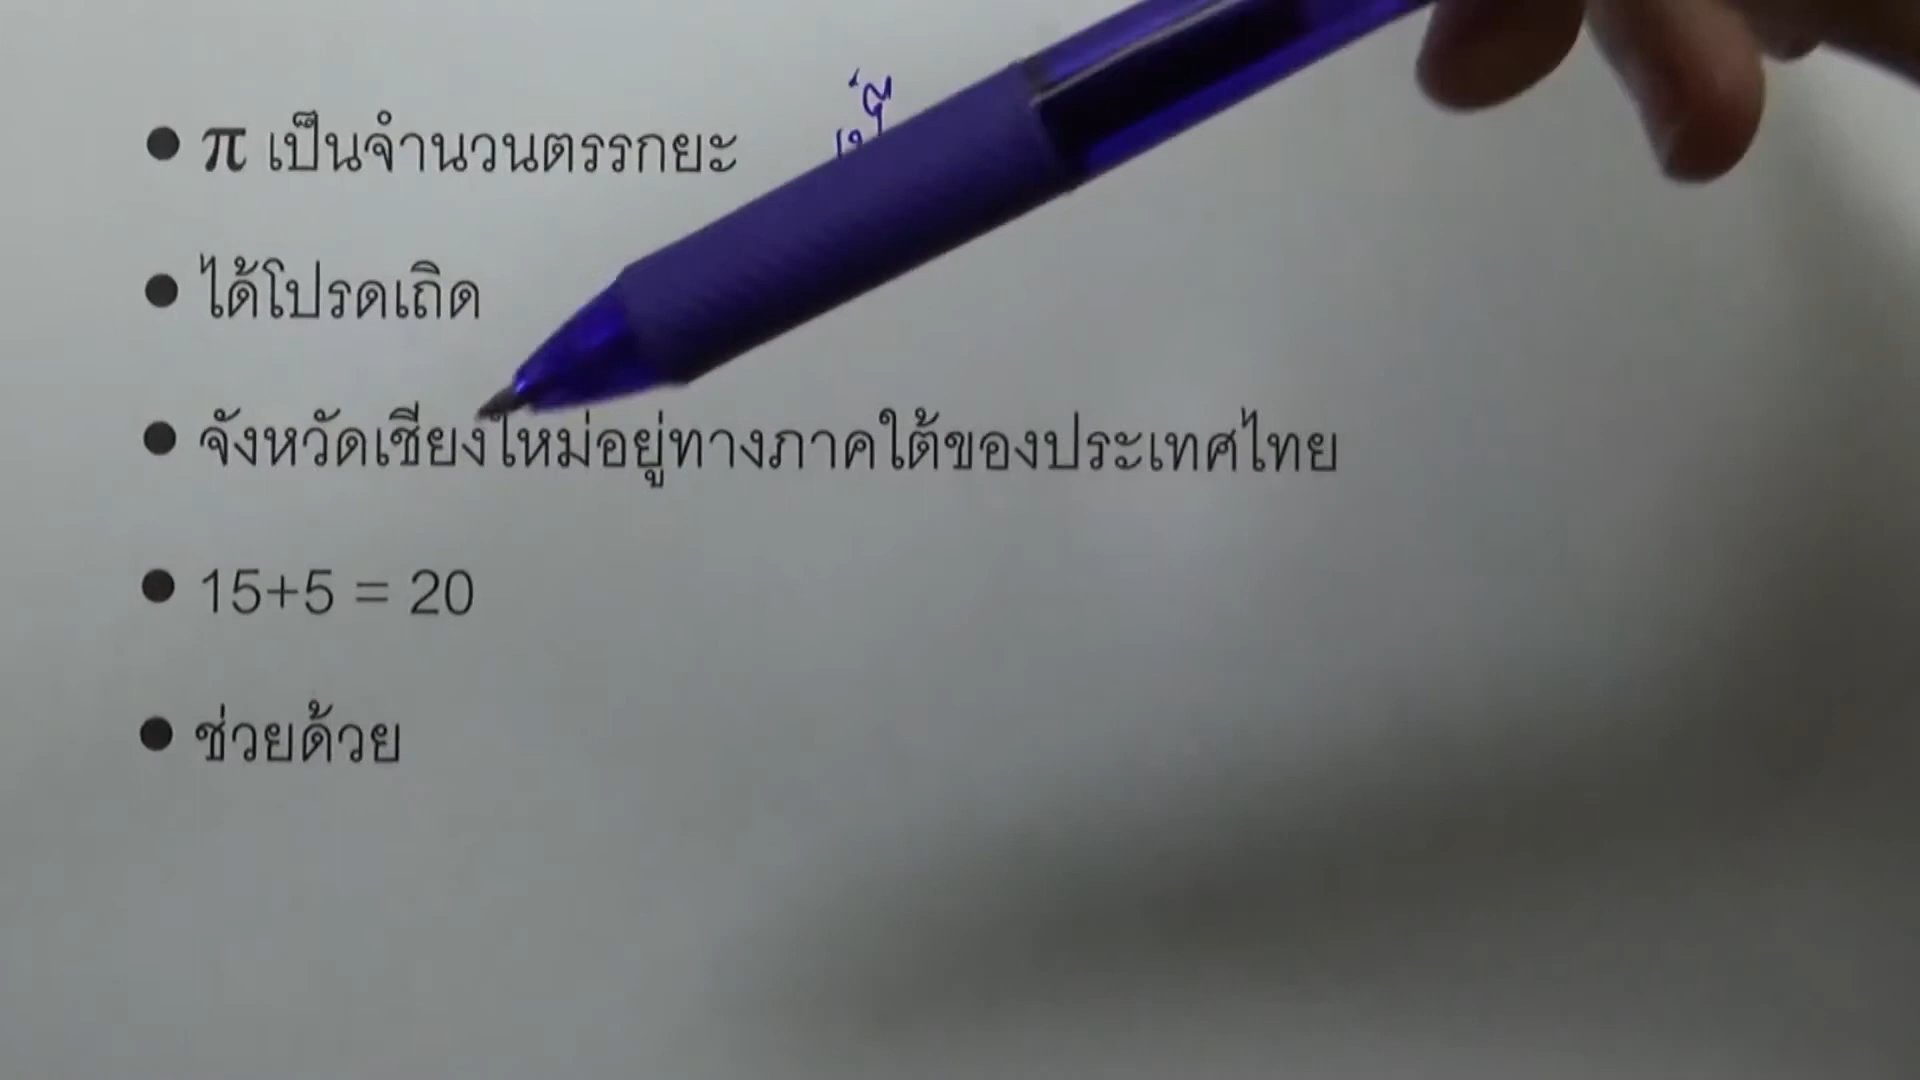 • π เป็นจำนวนตรรกยะ
• ได้โปรดเถิด
• จังหวัดเชียงใหม่อยู่ทางภาคใต้ของประเทศไทย
• 15+5 = 20
• ช่วยด้วย